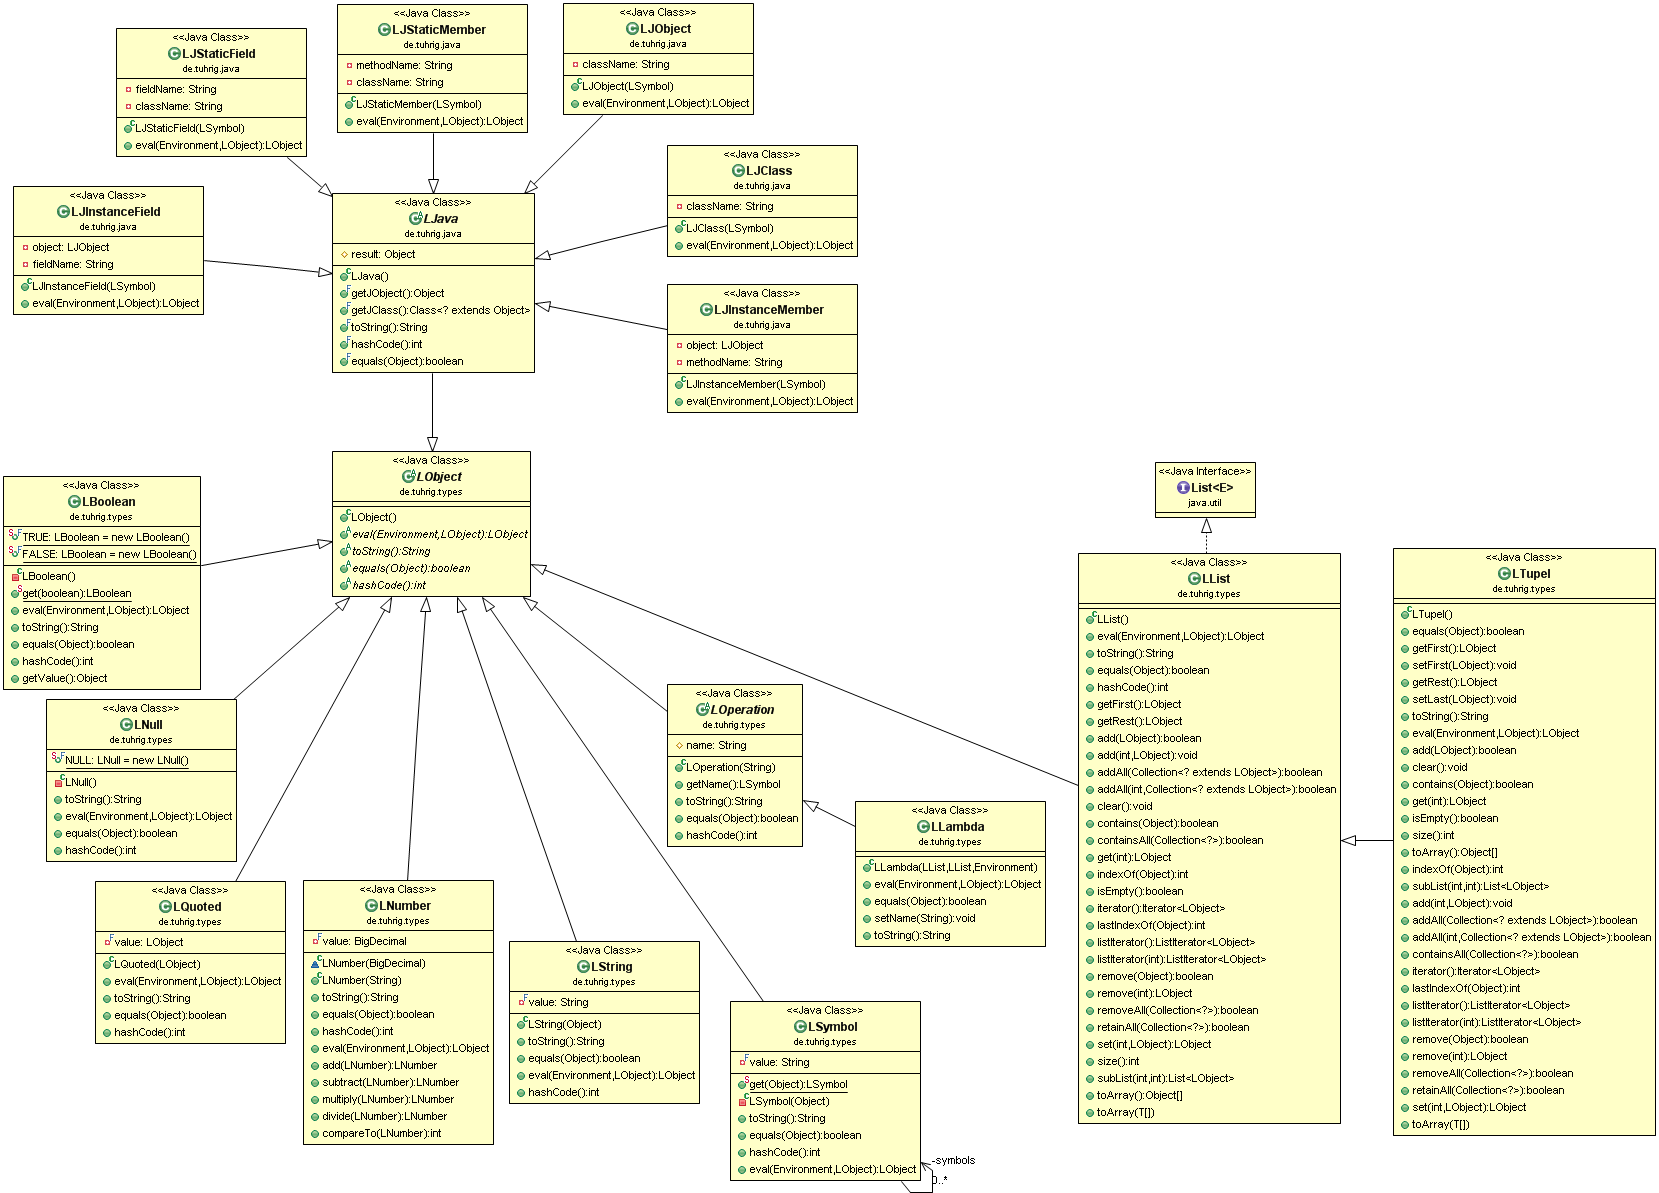 <<Java Class>>
LJStaticField
de.tuhrig.java
fieldName: String
className: String
LJStaticField(LSymbol)
eval(Environment,LObject):LObject
<<Java Class>>
LJStaticMember
de.tuhrig.java
methodName: String
className: String
LJStaticMember(LSymbol)
eval(Environment,LObject):LObject
<<Java Class>>
LJObject
de.tuhrig.java
className: String
LJObject(LSymbol)
eval(Environment,LObject):LObject
<<Java Class>>
LJInstanceField
de.tuhrig.java
object: LJObject
fieldName: String
LJInstanceField(LSymbol)
eval(Environment,LObject):LObject
<<Java Class>>
LJava
de.tuhrig.java
result: Object
LJava()
getJObject():Object
getJClass():Class<? extends Object>
toString():String
hashCode():int
equals(Object):boolean
<<Java Class>>
LJClass
de.tuhrig.java
className: String
LJClass(LSymbol)
eval(Environment,LObject):LObject
<<Java Class>>
LJInstanceMember
de.tuhrig.java
object: LJObject
methodName: String
LJInstanceMember(LSymbol)
eval(Environment,LObject):LObject
<<Java Class>>
LBoolean
de.tuhrig.types
TRUE: LBoolean = new LBoolean()
FALSE: LBoolean = new LBoolean()
LBoolean()
get(boolean):LBoolean
eval(Environment,LObject):LObject
toString():String
equals(Object):boolean
hashCode():int
getValue():Object
<<Java Class>>
LObject
de.tuhrig.types
LObject()
eval(Environment,LObject):LObject
toString():String
equals(Object):boolean
hashCode():int
<<Java Interface>>
List<E>
java.util
<<Java Class>>
LNull
de.tuhrig.types
NULL: LNull = new LNull()
LNull()
toString():String
eval(Environment,LObject):LObject
equals(Object):boolean
hashCode():int
<<Java Class>>
LQuoted
de.tuhrig.types
value: LObject
LQuoted(LObject)
eval(Environment,LObject):LObject
toString():String
equals(Object):boolean
hashCode():int
<<Java Class>>
LNumber
de.tuhrig.types
value: BigDecimal
LNumber(BigDecimal)
LNumber(String)
toString():String
equals(Object):boolean
hashCode():int
eval(Environment,LObject):LObject
add(LNumber):LNumber
subtract(LNumber):LNumber
multiply(LNumber):LNumber
divide(LNumber):LNumber
compareTo(LNumber):int
<<Java Class>>
LString
de.tuhrig.types
value: String
LString(Object)
toString():String
equals(Object):boolean
eval(Environment,LObject):LObject
hashCode():int
<<Java Class>>
LOperation
de.tuhrig.types
name: String
LOperation(String)
getName():LSymbol
toString():String
equals(Object):boolean
hashCode():int
<<Java Class>>
LLambda
de.tuhrig.types
LLambda(LList,LList,Environment)
eval(Environment,LObject):LObject
equals(Object):boolean
setName(String):void
toString():String
<<Java Class>>
LSymbol
de.tuhrig.types
value: String
get(Object):LSymbol
LSymbol(Object)
toString():String
equals(Object):boolean
hashCode():int
eval(Environment,LObject):LObject
-symbols
0..*
<<Java Class>>
LList
de.tuhrig.types
LList()
eval(Environment,LObject):LObject
toString():String
equals(Object):boolean
hashCode():int
getFirst():LObject
getRest():LObject
add(LObject):boolean
add(int,LObject):void
addAll(Collection<? extends LObject>):boolean
addAll(int,Collection<? extends LObject>):boolean
clear():void
contains(Object):boolean
containsAll(Collection<?>):boolean
get(int):LObject
indexOf(Object):int
isEmpty():boolean
iterator():Iterator<LObject>
lastIndexOf(Object):int
listIterator():ListIterator<LObject>
listIterator(int):ListIterator<LObject>
remove(Object):boolean
remove(int):LObject
removeAll(Collection<?>):boolean
retainAll(Collection<?>):boolean
set(int,LObject):LObject
size():int
subList(int,int):List<LObject>
toArray():Object[]
toArray(T[])
<<Java Class>>
LTupel
de.tuhrig.types
LTupel()
equals(Object):boolean
getFirst():LObject
setFirst(LObject):void
getRest():LObject
setLast(LObject):void
toString():String
eval(Environment,LObject):LObject
add(LObject):boolean
clear():void
contains(Object):boolean
get(int):LObject
isEmpty():boolean
size():int
toArray():Object[]
indexOf(Object):int
subList(int,int):List<LObject>
add(int,LObject):void
addAll(Collection<? extends LObject>):boolean
addAll(int,Collection<? extends LObject>):boolean
containsAll(Collection<?>):boolean
iterator():Iterator<LObject>
lastIndexOf(Object):int
listIterator():ListIterator<LObject>
listIterator(int):ListIterator<LObject>
remove(Object):boolean
remove(int):LObject
removeAll(Collection<?>):boolean
retainAll(Collection<?>):boolean
set(int,LObject):LObject
toArray(T[])